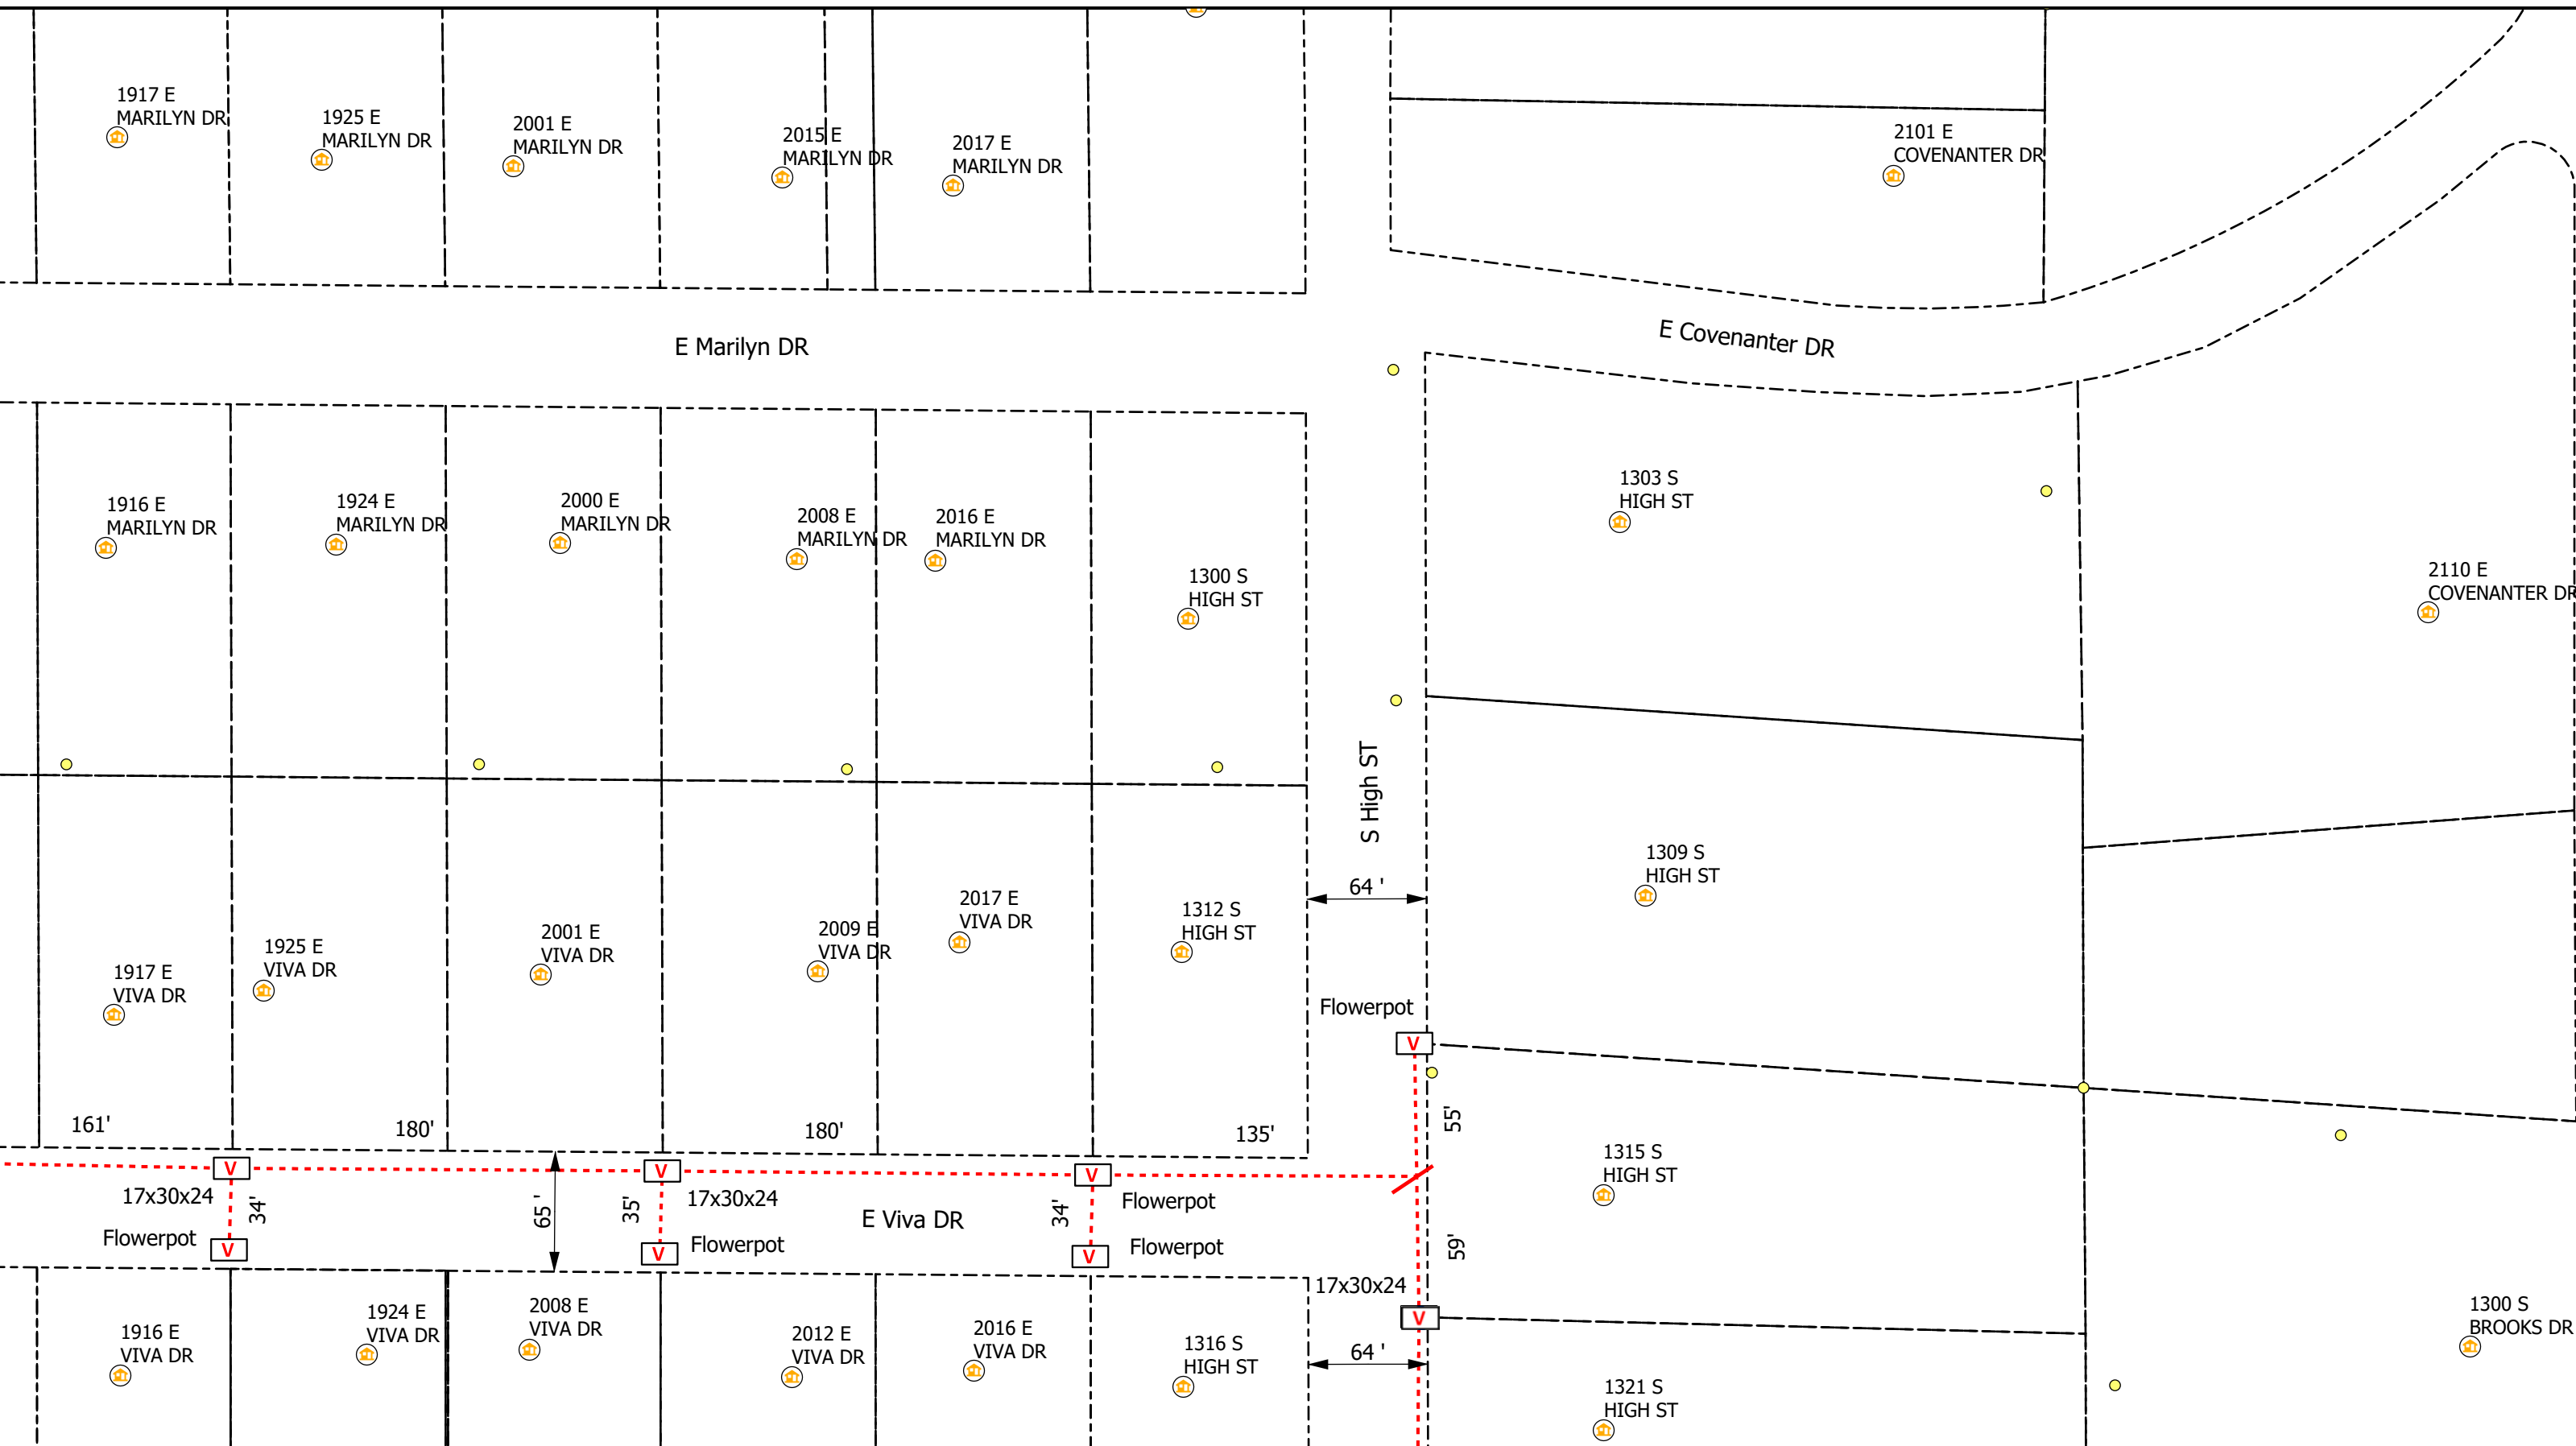 1917 E
MARILYN DR
1925 E
MARILYN DR
2001 E
MARILYN DR
2015 E
MARILYN DR
2017 E
MARILYN DR
2101 E
COVENANTER DR
E Marilyn DR
E Covenanter DR
1916 E
MARILYN DR
1924 E
MARILYN DR
2000 E
MARILYN DR
2008 E
MARILYN DR
2016 E
MARILYN DR
1300 S
HIGH ST
1303 S
HIGH ST
2110 E
COVENANTER DR
S High ST
64 '
1917 E
VIVA DR
1925 E
VIVA DR
2001 E
VIVA DR
2009 E
VIVA DR
2017 E
VIVA DR
1312 S
HIGH ST
1309 S
HIGH ST
Flowerpot
V
161'
180'
180'
135'
55'
1315 S
HIGH ST
V
V
V
17x30x24
34'
65 '
35'
17x30x24
E Viva DR
34'
Flowerpot
59'
Flowerpot
V
V
Flowerpot
V
Flowerpot
17x30x24
V
1916 E
VIVA DR
1924 E
VIVA DR
2008 E
VIVA DR
2012 E
VIVA DR
2016 E
VIVA DR
1316 S
HIGH ST
64 '
1321 S
HIGH ST
1300 S
BROOKS DR